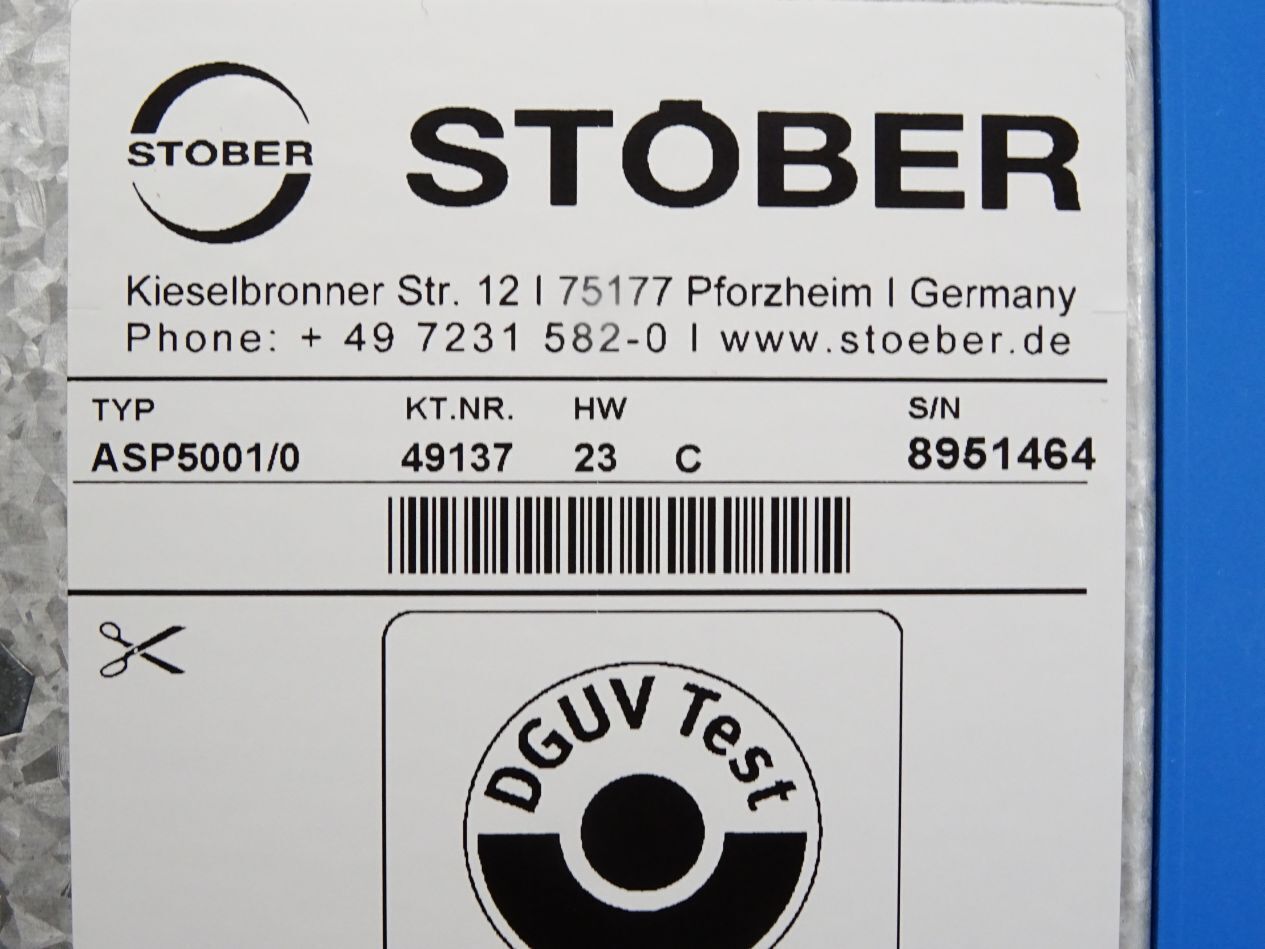 STÖBER
STÖBER
Kieselbronner Str. 12 | 75177 Pforzheim | Germany
Phone: + 49 7231 582-0 | www.stoeber.de
TYP KT.NR. HW S/N
ASP5001/0 49137 23 C 8951464
DGUV Test